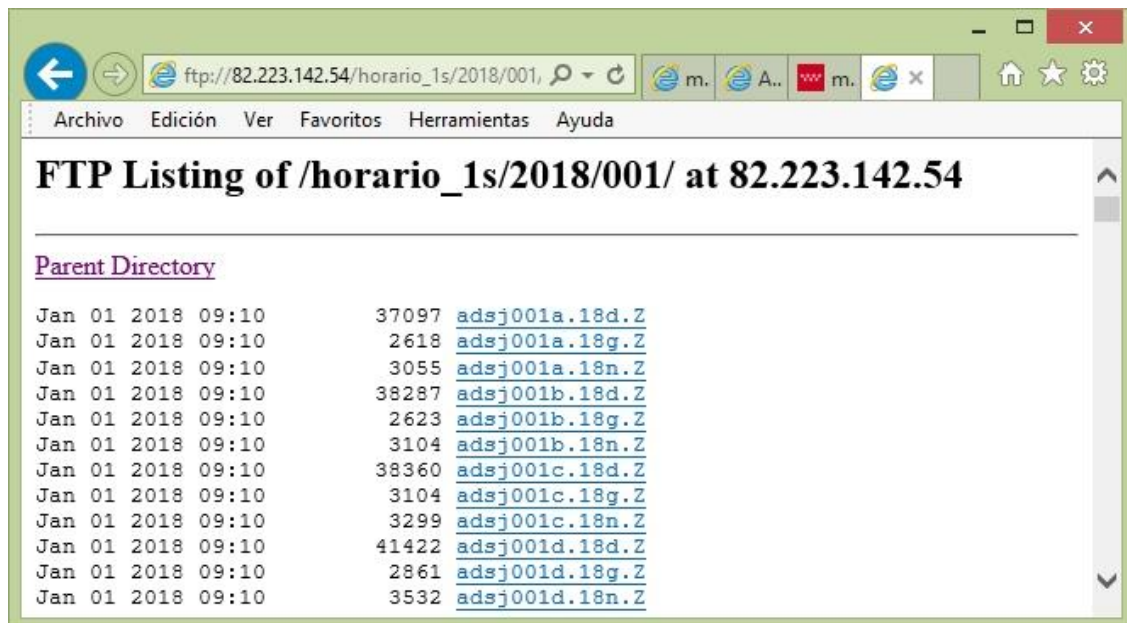 ftp://82.223.142.54/horario_1s/2018/001,
m.
A..
m.
Archivo Edición Ver Favoritos Herramientas Ayuda
FTP Listing of /horario_1s/2018/001/ at 82.223.142.54
Parent Directory
Jan 01 2018 09:10 37097 adsj001a.18d.Z
Jan 01 2018 09:10 2618 adsj001a.18g.Z
Jan 01 2018 09:10 3055 adsj001a.18n.Z
Jan 01 2018 09:10 38287 adsj001b.18d.Z
Jan 01 2018 09:10 2623 adsj001b.18g.Z
Jan 01 2018 09:10 3104 adsj001b.18n.Z
Jan 01 2018 09:10 38360 adsj001c.18d.Z
Jan 01 2018 09:10 3104 adsj001c.18g.Z
Jan 01 2018 09:10 3299 adsj001c.18n.Z
Jan 01 2018 09:10 41422 adsj001d.18d.Z
Jan 01 2018 09:10 2861 adsj001d.18g.Z
Jan 01 2018 09:10 3532 adsj001d.18n.Z